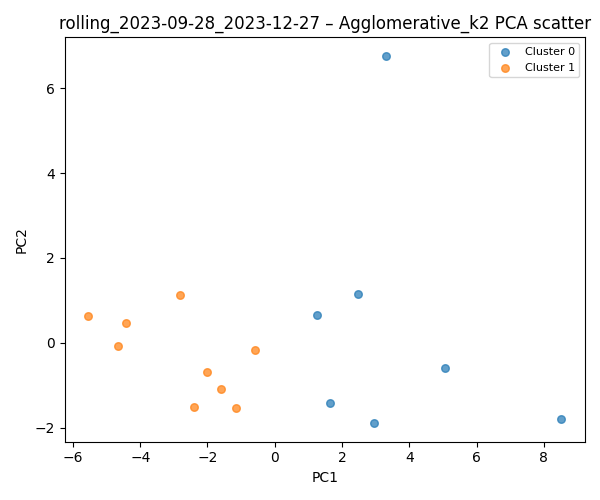 rolling_2023-09-28_2023-12-27 – Agglomerative_k2 PCA scatter
Cluster 0
Cluster 1
PC2
6
4
2
0
−2
−6
−4
−2
0
2
4
6
8
PC1